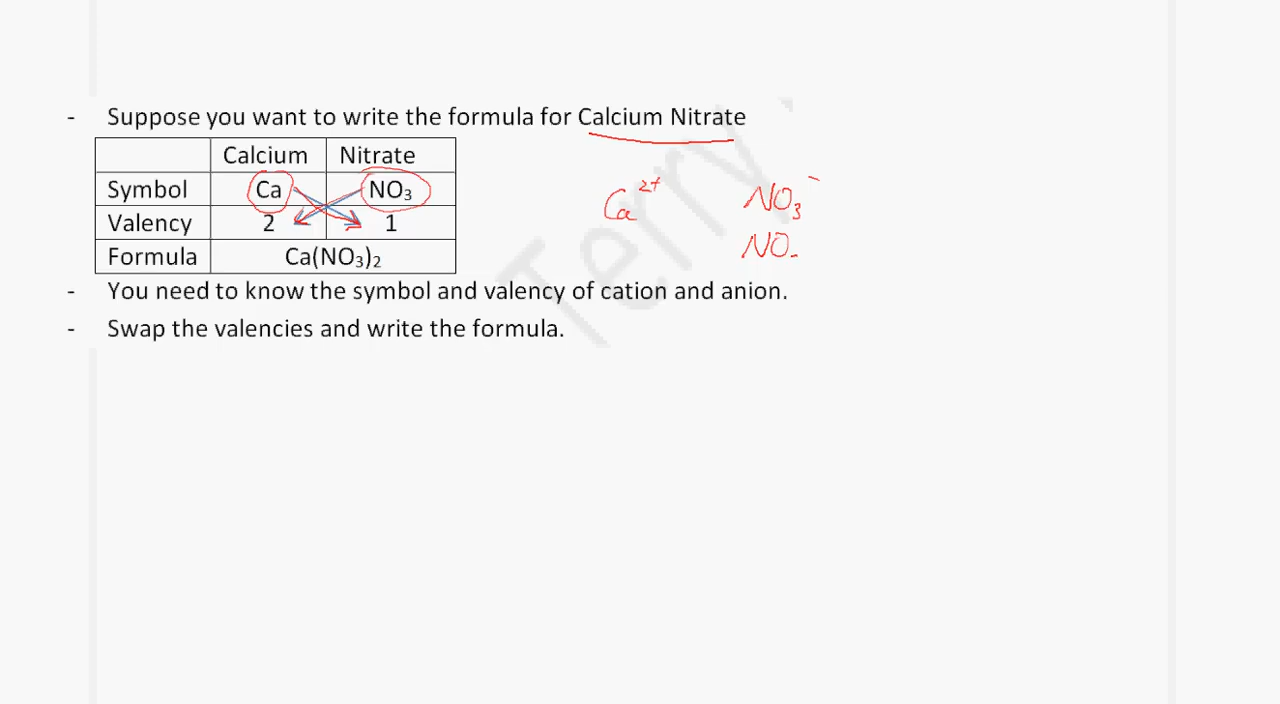 - Suppose you want to write the formula for Calcium Nitrate
Calcium Nitrate
Symbol Ca NO₃
Valency 2 1
Formula Ca(NO₃)₂
Ca²⁺ NO₃⁻
NO
- You need to know the symbol and valency of cation and anion.
- Swap the valencies and write the formula.
Terry